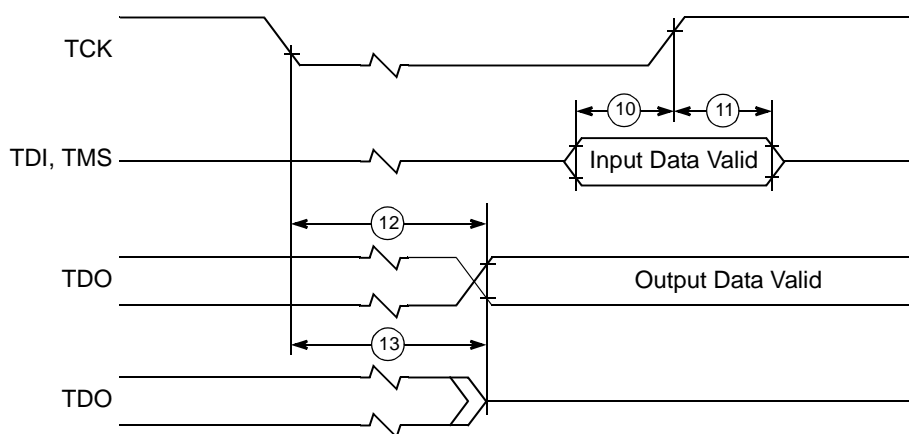 TCK
10
11
TDI, TMS
Input Data Valid
12
TDO
Output Data Valid
13
TDO